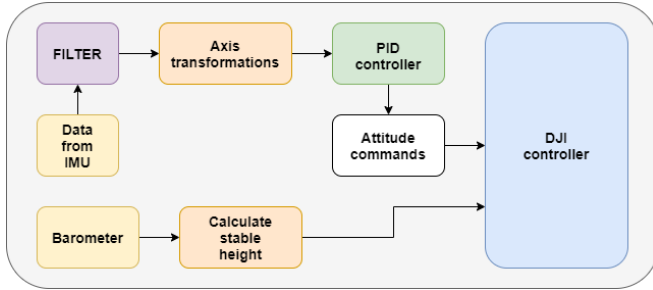 FILTER
Axis
transformations
PID
controller
Data
from
IMU
Attitude
commands
DJI
controller
Barometer
Calculate
stable
height